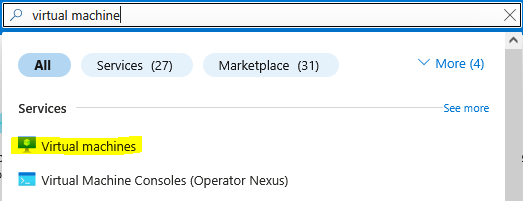 virtual machine
All Services (27) Marketplace (31) More (4)
Services See more
Virtual machines
Virtual Machine Consoles (Operator Nexus)